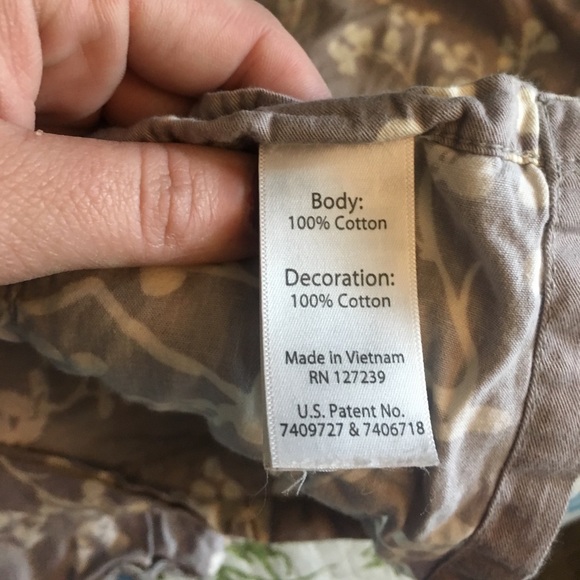 Body:
100% Cotton
Decoration:
100% Cotton
Made in Vietnam
RN 127239
U.S. Patent No.
7409727 & 7406718